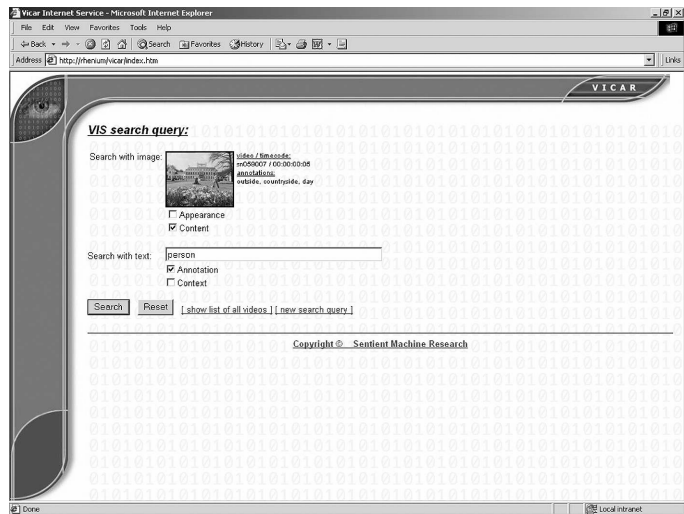 Vicar Internet Service - Microsoft Internet Explorer
File Edit View Favorites Tools Help
Back Search Favorites History
Address http://rhenium/vicar/index.htm Links
VICAR
VIS search query:
Search with image:
video / timecode:
sn059007 / 00:00:00:05
annotations:
outside, countryside, day
Appearance
Content
Search with text: person
Annotation
Context
Search Reset [ show list of all videos ] [ new search query ]
Copyright © Sentient Machine Research
Done Local intranet